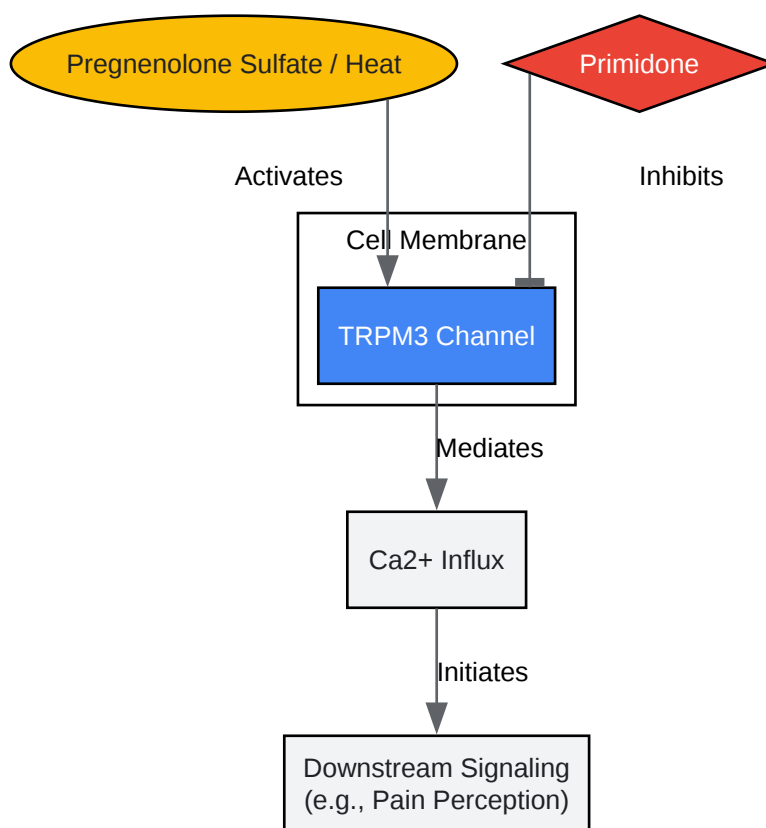 Pregnenolone Sulfate / Heat
Primidone
Activates
Inhibits
Cell Membrane
TRPM3 Channel
Mediates
Ca2+ Influx
Initiates
Downstream Signaling
(e.g., Pain Perception)